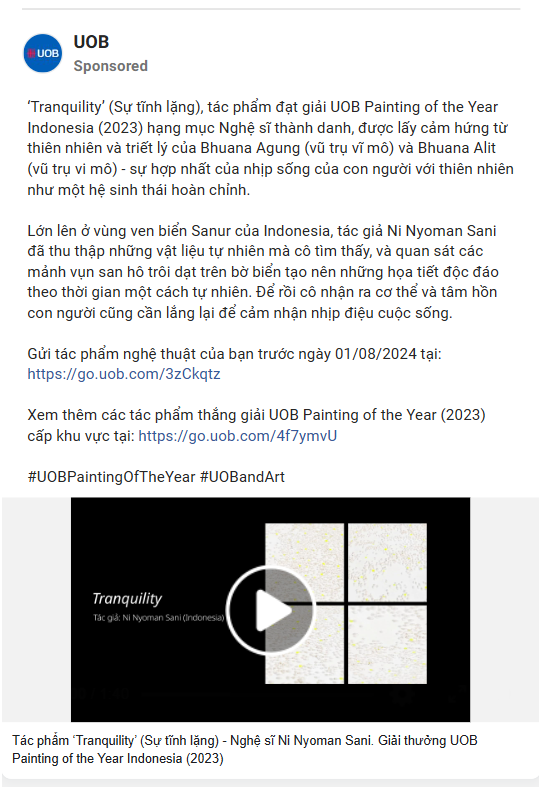 UOB
UOB
Sponsored
‘Tranquility’ (Sự tĩnh lặng), tác phẩm đạt giải UOB Painting of the Year
Indonesia (2023) hạng mục Nghệ sĩ thành danh, được lấy cảm hứng từ
thiên nhiên và triết lý của Bhuana Agung (vũ trụ vĩ mô) và Bhuana Alit
(vũ trụ vi mô) - sự hợp nhất của nhịp sống của con người với thiên nhiên
như một hệ sinh thái hoàn chỉnh.
Lớn lên ở vùng ven biển Sanur của Indonesia, tác giả Ni Nyoman Sani
đã thu thập những vật liệu tự nhiên mà cô tìm thấy, và quan sát các
mảnh vụn san hô trôi dạt trên bờ biển tạo nên những họa tiết độc đáo
theo thời gian một cách tự nhiên. Để rồi cô nhận ra cơ thể và tâm hồn
con người cũng cần lắng lại để cảm nhận nhịp điệu cuộc sống.
Gửi tác phẩm nghệ thuật của bạn trước ngày 01/08/2024 tại:
https://go.uob.com/3zCkqtz
Xem thêm các tác phẩm thắng giải UOB Painting of the Year (2023)
cấp khu vực tại: https://go.uob.com/4f7ymvU
#UOBPaintingOfTheYear #UOBandArt
Tranquility
Tác giả: Ni Nyoman Sani (Indonesia)
Tác phẩm ‘Tranquility’ (Sự tĩnh lặng) - Nghệ sĩ Ni Nyoman Sani. Giải thưởng UOB
Painting of the Year Indonesia (2023)